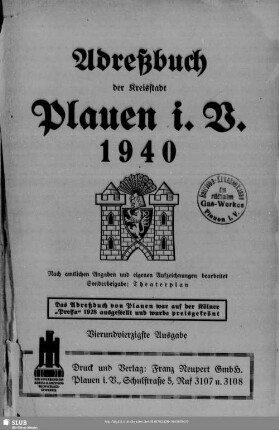 Adreßbuch
der Kreisstadt
Plauen i. V.
1940
Gas-Werkes
Plauen i. V.
Nach amtlichen Angaben und eigenen Aufzeichnungen bearbeitet
Sonderbeigabe: Theaterplan
Das Adreßbuch von Plauen war auf der Kölner
„Pressa“ 1928 ausgestellt und wurde preisgekrönt
Vierundvierzigste Ausgabe
Druck und Verlag: Franz Neupert GmbH.
Plauen i. V., Schulstraße 5, Ruf 3107 u. 3108
SLUB